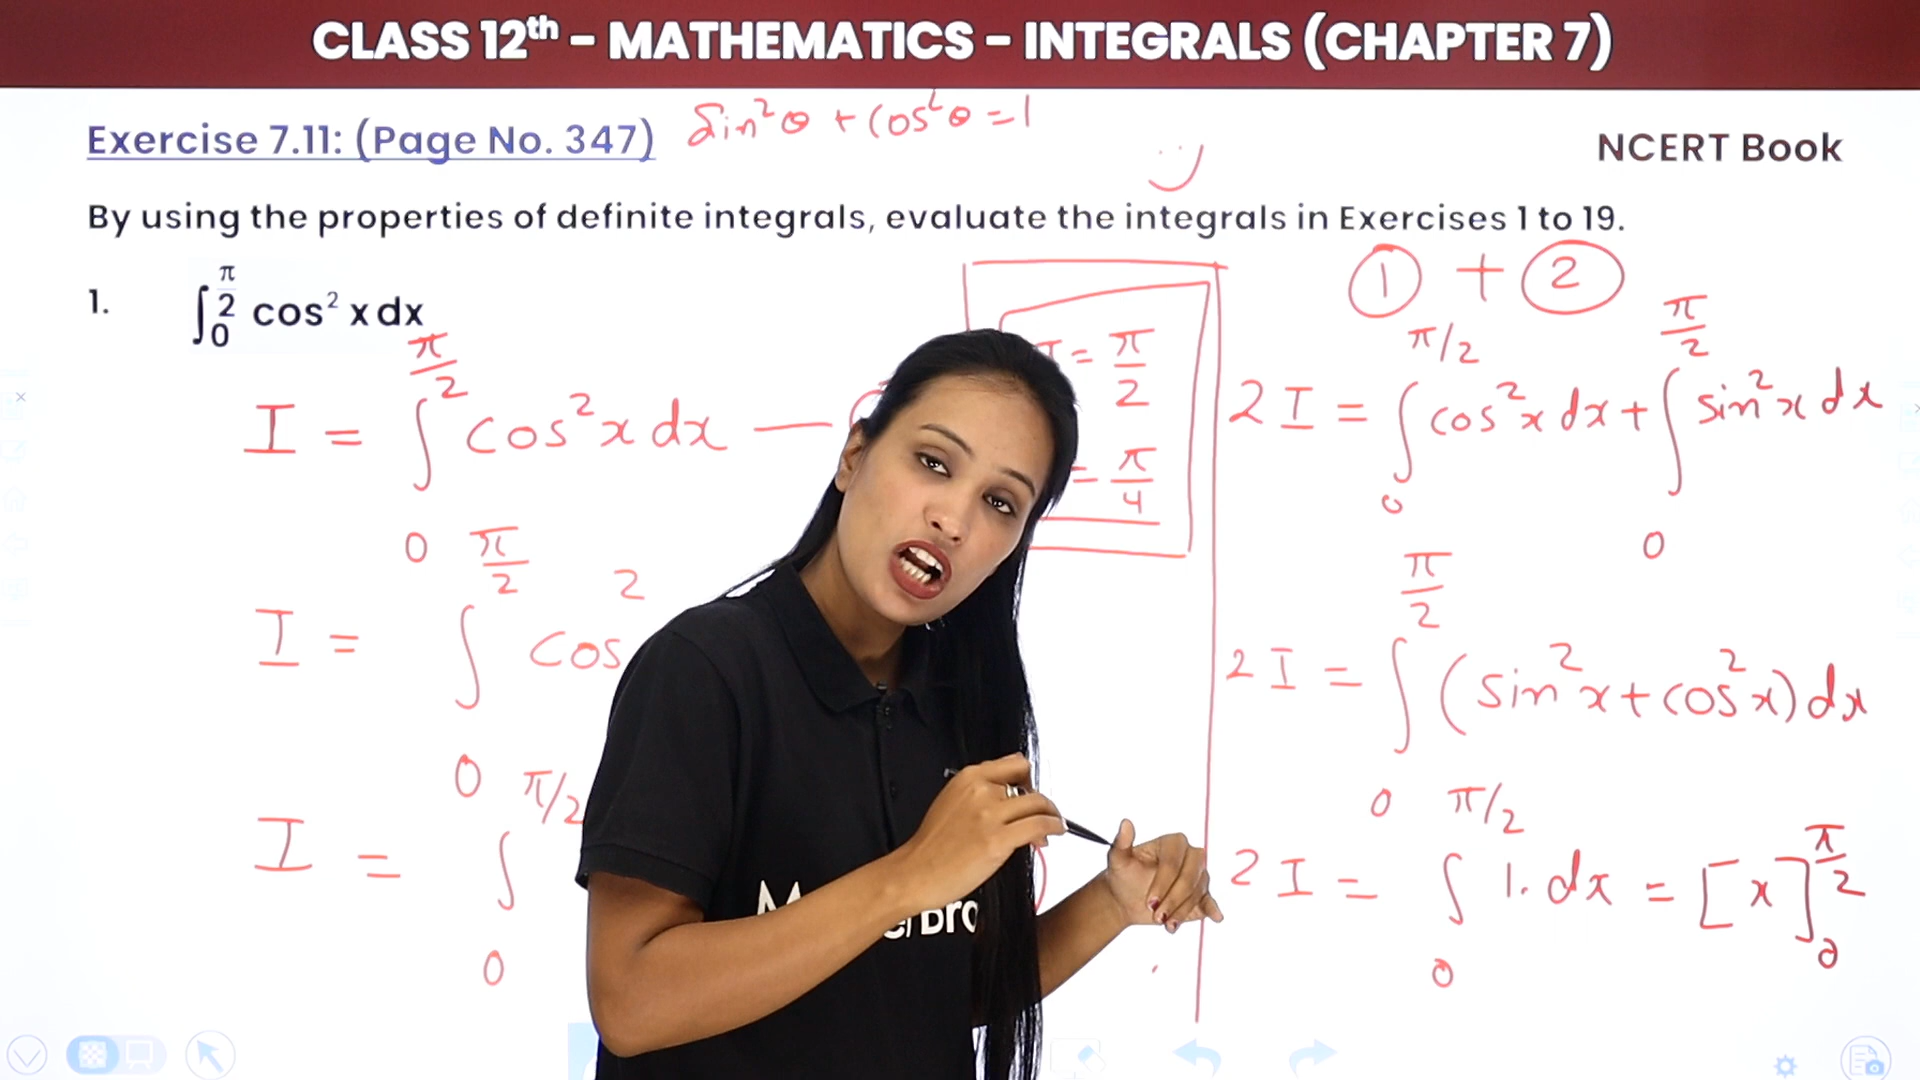 CLASS 12th – MATHEMATICS – INTEGRALS (CHAPTER 7)
Exercise 7.11: (Page No. 347)
sin²θ + cos²θ = 1
NCERT Book
By using the properties of definite integrals, evaluate the integrals in Exercises 1 to 19.
1. ∫₀^(π/2) cos² x dx
I = ∫₀^(π/2) cos²x dx —
I = ∫₀^(π/2) cos 2
I = ∫₀^(π/2)
= π/2
= π/4
① + ②
2I = ∫₀^(π/2) cos²x dx + ∫₀^(π/2) sin²x dx
2I = ∫₀^(π/2) (sin²x + cos²x) dx
2I = ∫₀^(π/2) 1. dx = [x]₀^(π/2)